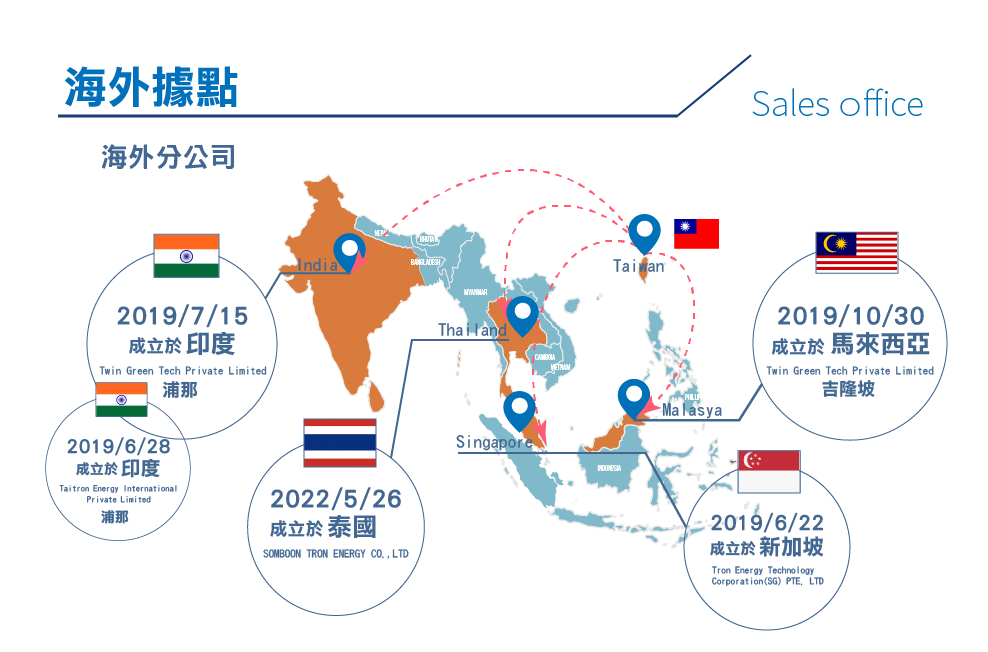 海外據點
Sales office
海外分公司
NEPAL
BHUTA
BANGLADESH
MYANMAR
India
Taiwan
Thailand
CAMBODIA
VIETNAM
PHILLI
Malasya
Singapore
INDONESIA
2019/7/15
成立於 印度
Twin Green Tech Private Limited
浦那
2019/6/28
成立於 印度
Taitron Energy International
Private Limited
浦那
2022/5/26
成立於 泰國
SOMBOON TRON ENERGY CO.,LTD
2019/10/30
成立於 馬來西亞
Twin Green Tech Private Limited
吉隆坡
2019/6/22
成立於 新加坡
Tron Energy Technology
Corporation(SG) PTE. LTD